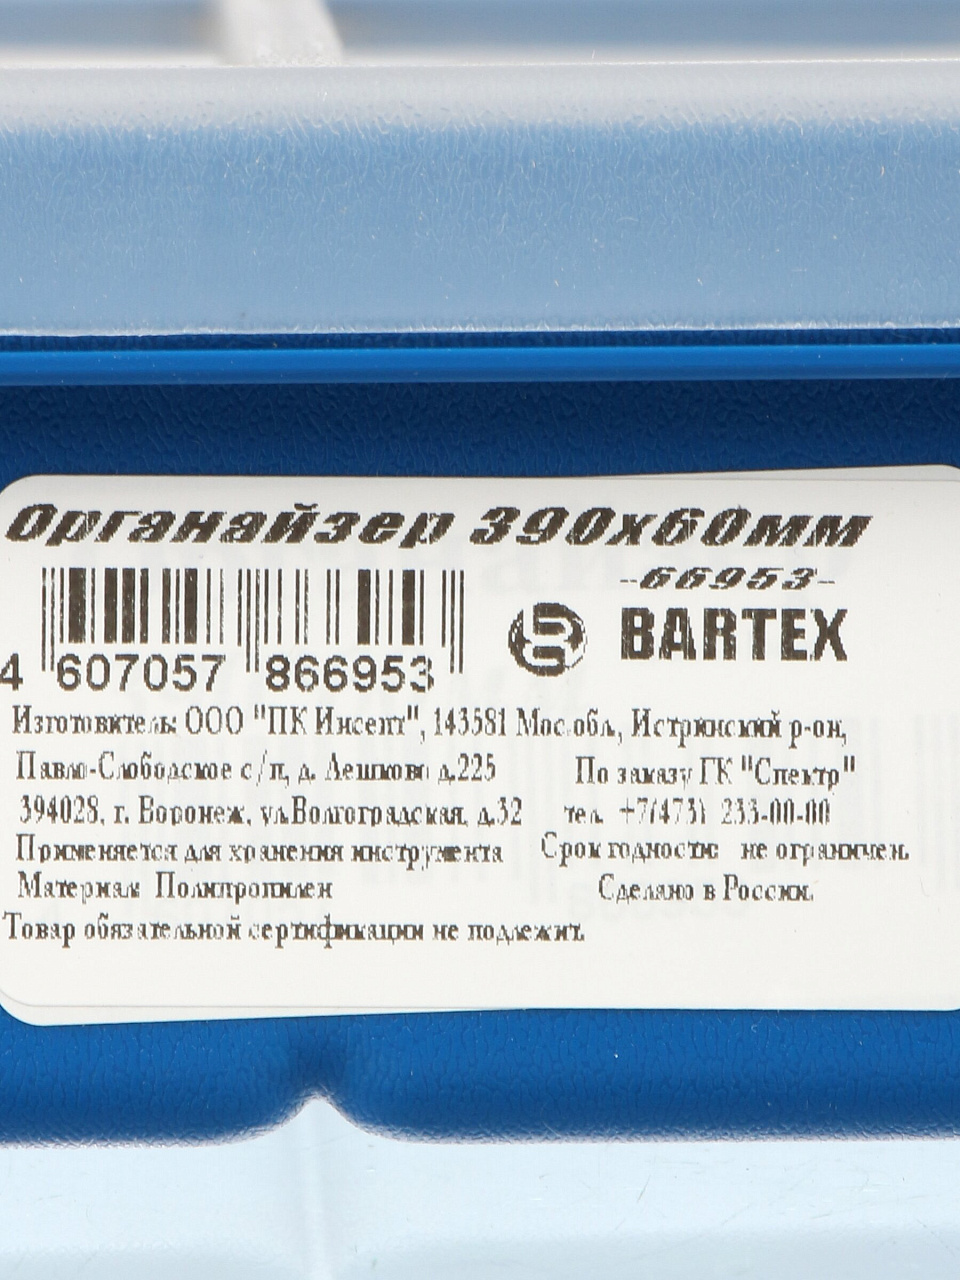 Органайзер 390х60мм
-66953-
BARTEX
4 607057 866953
Изготовитель: ООО "ПК Инсепт", 143581 Мос.обл., Истринский р-он,
Павло-Слободское с/п, д. Лешково д.225 По заказу ГК "Спектр"
394028, г. Воронеж, ул.Волгоградская, д.32 тел. +7(473) 233-00-00
Применяется для хранения инструмента Срок годности: не ограничен.
Материал: Полипропилен Сделано в России.
Товар обязательной сертификации не подлежит.